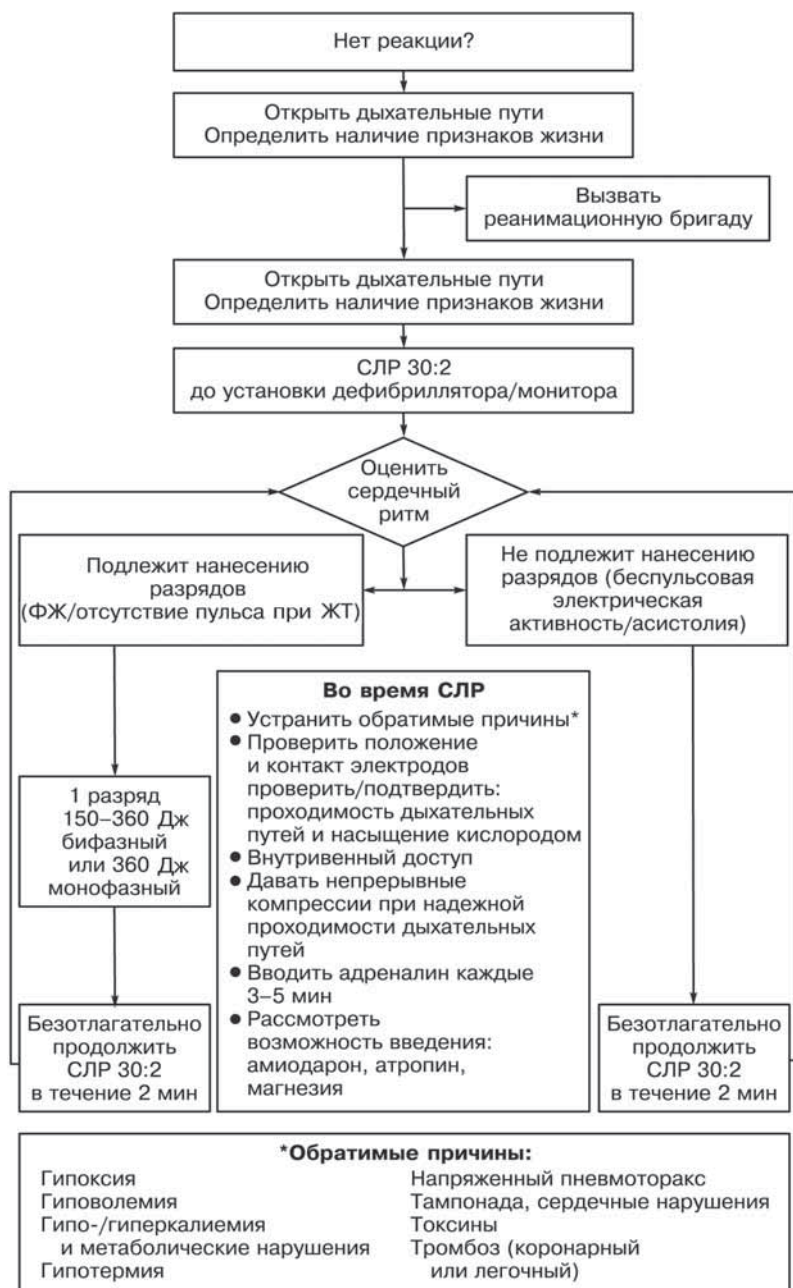 Нет реакции?
Открыть дыхательные пути
Определить наличие признаков жизни
Вызвать
реанимационную бригаду
Открыть дыхательные пути
Определить наличие признаков жизни
СЛР 30:2
до установки дефибриллятора/монитора
Оценить
сердечный
ритм
Подлежит нанесению
разрядов
(ФЖ/отсутствие пульса при ЖТ)
Не подлежит нанесению
разрядов (беспульсовая
электрическая
активность/асистолия)
1 разряд
150–360 Дж
бифазный
или 360 Дж
монофазный
Безотлагательно
продолжить
СЛР 30:2
в течение 2 мин
Во время СЛР
● Устранить обратимые причины*
● Проверить положение
и контакт электродов
проверить/подтвердить:
проходимость дыхательных
путей и насыщение кислородом
● Внутривенный доступ
● Давать непрерывные
компрессии при надежной
проходимости дыхательных
путей
● Вводить адреналин каждые
3–5 мин
● Рассмотреть
возможность введения:
амиодарон, атропин,
магнезия
Безотлагательно
продолжить
СЛР 30:2
в течение 2 мин
*Обратимые причины:
Гипоксия
Гиповолемия
Гипо-/гиперкалиемия
и метаболические нарушения
Гипотермия
Напряженный пневмоторакс
Тампонада, сердечные нарушения
Токсины
Тромбоз (коронарный
или легочный)